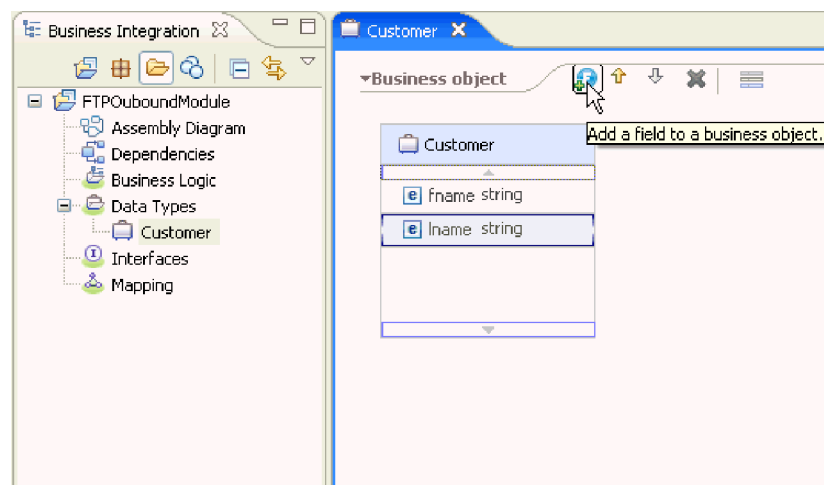 Business Integration
FTPOuboundModule
Assembly Diagram
Dependencies
Business Logic
Data Types
Customer
Interfaces
Mapping
Customer
Business object
Add a field to a business object.
Customer
e fname string
e lname string